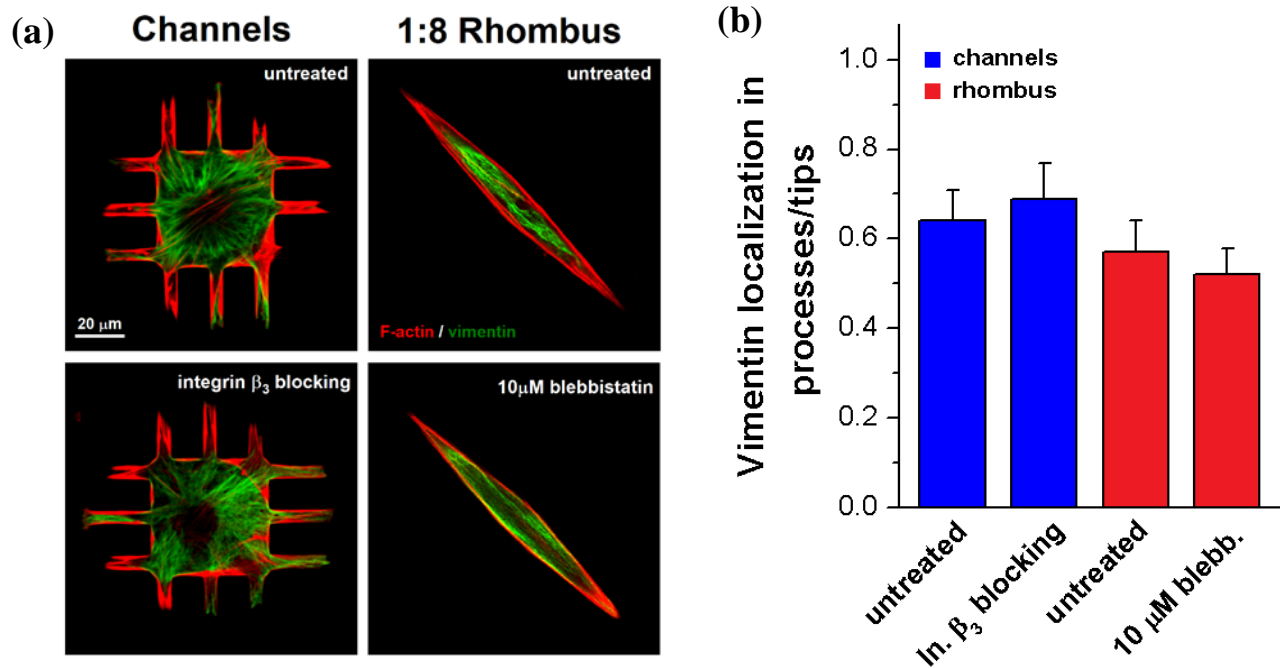 (a)
Channels
1:8 Rhombus
untreated
untreated
20 μm
F-actin / vimentin
integrin β₃ blocking
10μM blebbistatin
(b)
Vimentin localization in
processes/tips
1.0
0.8
0.6
0.4
0.2
0.0
channels
rhombus
untreated
In. β₃ blocking
untreated
10 μM blebb.